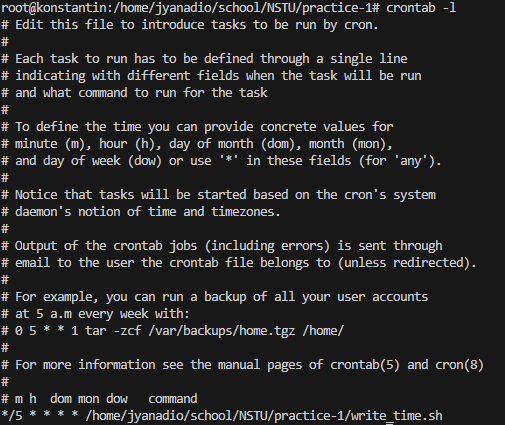 root@konstantin:/home/jyanadio/school/NSTU/practice-1# crontab -l
# Edit this file to introduce tasks to be run by cron.
#
# Each task to run has to be defined through a single line
# indicating with different fields when the task will be run
# and what command to run for the task
#
# To define the time you can provide concrete values for
# minute (m), hour (h), day of month (dom), month (mon),
# and day of week (dow) or use '*' in these fields (for 'any').
#
# Notice that tasks will be started based on the cron's system
# daemon's notion of time and timezones.
#
# Output of the crontab jobs (including errors) is sent through
# email to the user the crontab file belongs to (unless redirected).
#
# For example, you can run a backup of all your user accounts
# at 5 a.m every week with:
# 0 5 * * 1 tar -zcf /var/backups/home.tgz /home/
#
# For more information see the manual pages of crontab(5) and cron(8)
#
# m h  dom mon dow   command
*/5 * * * * /home/jyanadio/school/NSTU/practice-1/write_time.sh